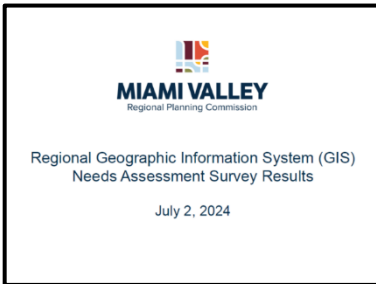 MIAMI VALLEY
Regional Planning Commission
Regional Geographic Information System (GIS)
Needs Assessment Survey Results
July 2, 2024